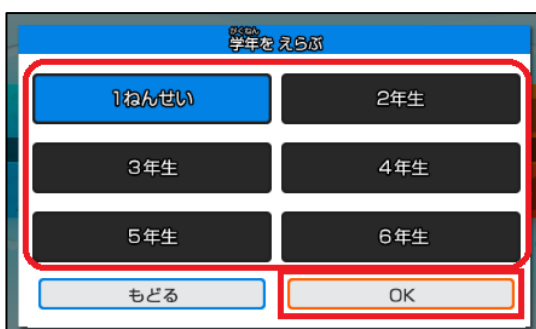 がくねん
学年を えらぶ
1ねんせい
2年生
3年生
4年生
5年生
6年生
もどる
OK